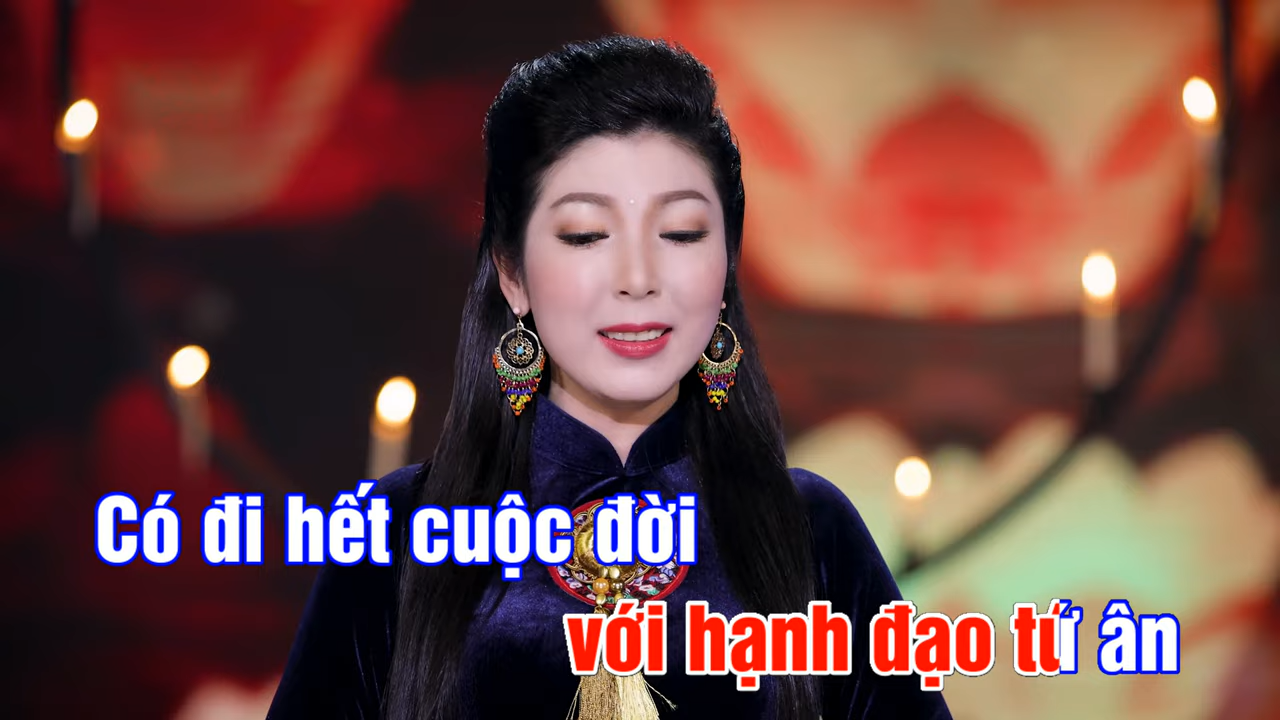 Có đi hết cuộc đời
với hạnh đạo tứ ân